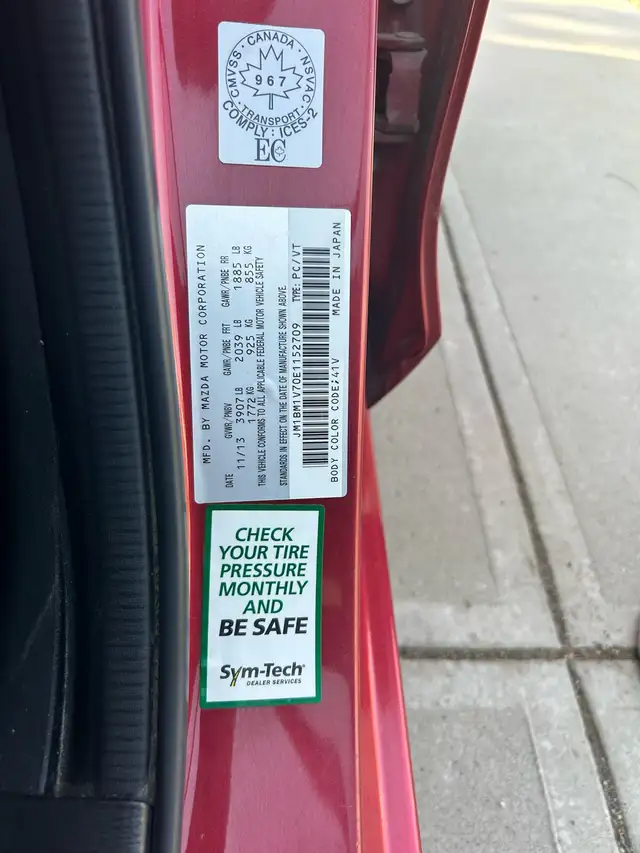 CMVSS · CANADA · NSVAC
967
· TRANSPORT ·
COMPLY: ICES-2
EC
MFD. BY MAZDA MOTOR CORPORATION
DATE GVWR/PNBV GAWR/PNBE FRT GAWR/PNBE RR
11/13 3907 LB 2039 LB 1885 LB
1772 KG 925 KG 855 KG
THIS VEHICLE CONFORMS TO ALL APPLICABLE FEDERAL MOTOR VEHICLE SAFETY
STANDARDS IN EFFECT ON THE DATE OF MANUFACTURE SHOWN ABOVE.
JM1BM1V70E1152709 TYPE: PC/VT
BODY COLOR CODE;41V MADE IN JAPAN
CHECK
YOUR TIRE
PRESSURE
MONTHLY
AND
BE SAFE
Sym-Tech
DEALER SERVICES